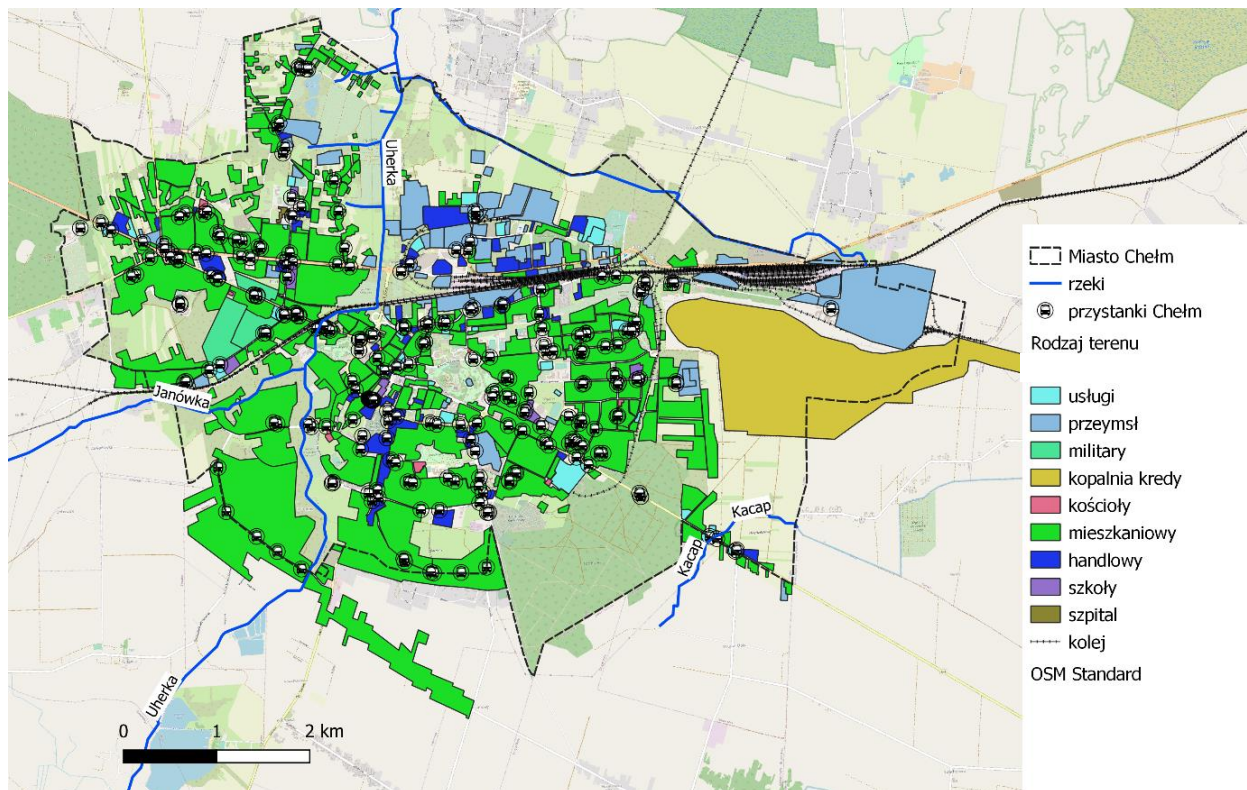 Uherka
Janówka
Kacap
Kacap
Uherka
0 1 2 km
Miasto Chełm
rzeki
przystanki Chełm
Rodzaj terenu
usługi
przeymsł
military
kopalnia kredy
kościoły
mieszkaniowy
handlowy
szkoły
szpital
kolej
OSM Standard